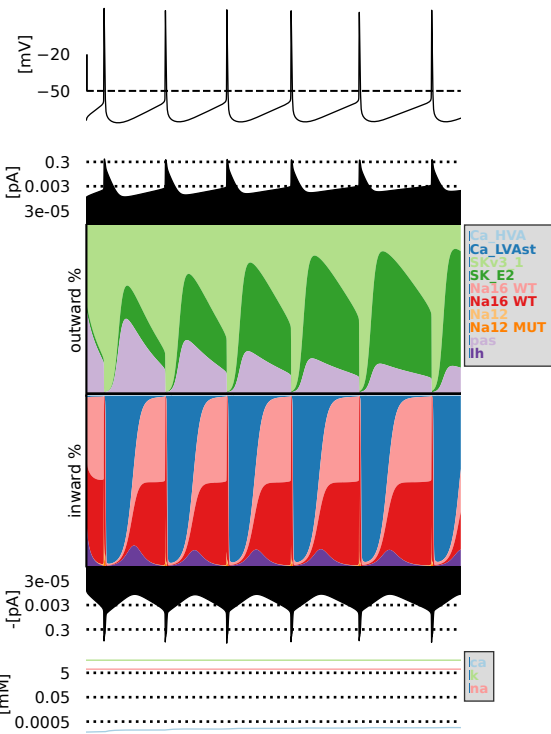 [mV]
−20
−50
[pA]
0.3
0.003
3e-05
outward %
Ca_HVA
Ca_LVAst
SKv3_1
SK_E2
Na16 WT
Na16 WT
Na12
Na12 MUT
pas
Ih
inward %
-[pA]
3e-05
0.003
0.3
[mM]
5
0.05
0.0005
ca
k
na